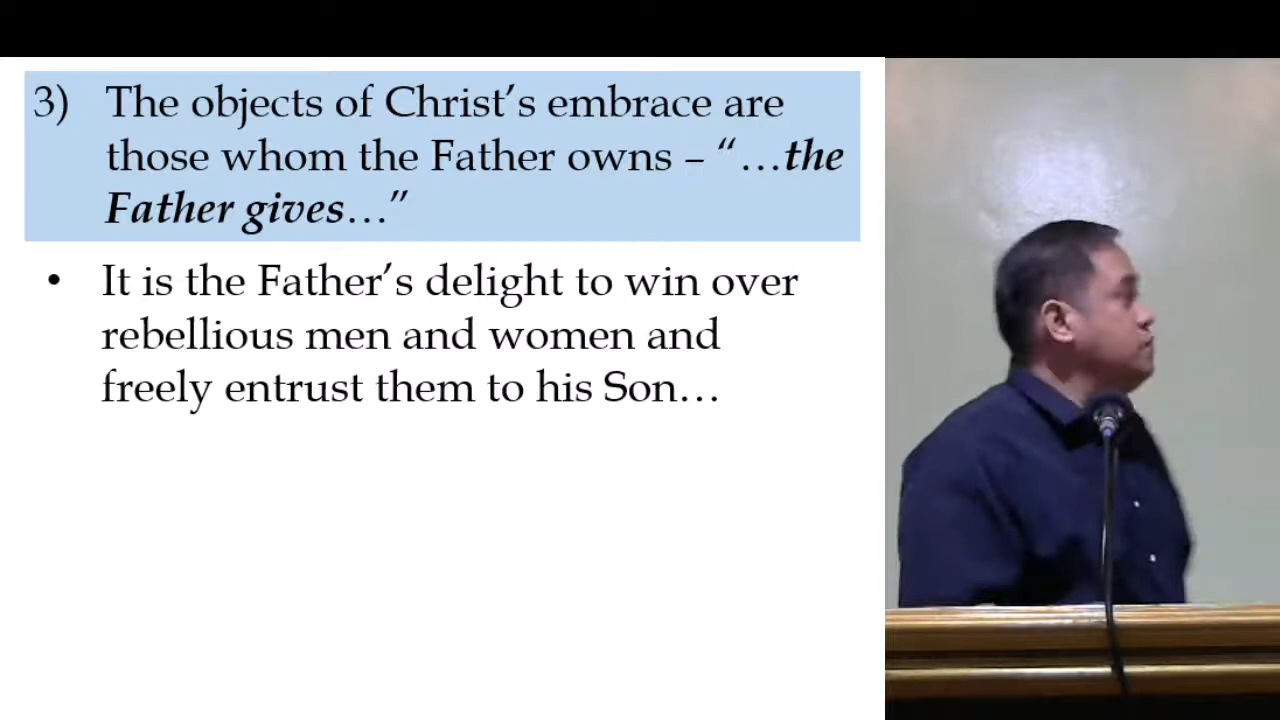 3) The objects of Christ's embrace are
those whom the Father owns – “…the
Father gives…”
• It is the Father's delight to win over
rebellious men and women and
freely entrust them to his Son…